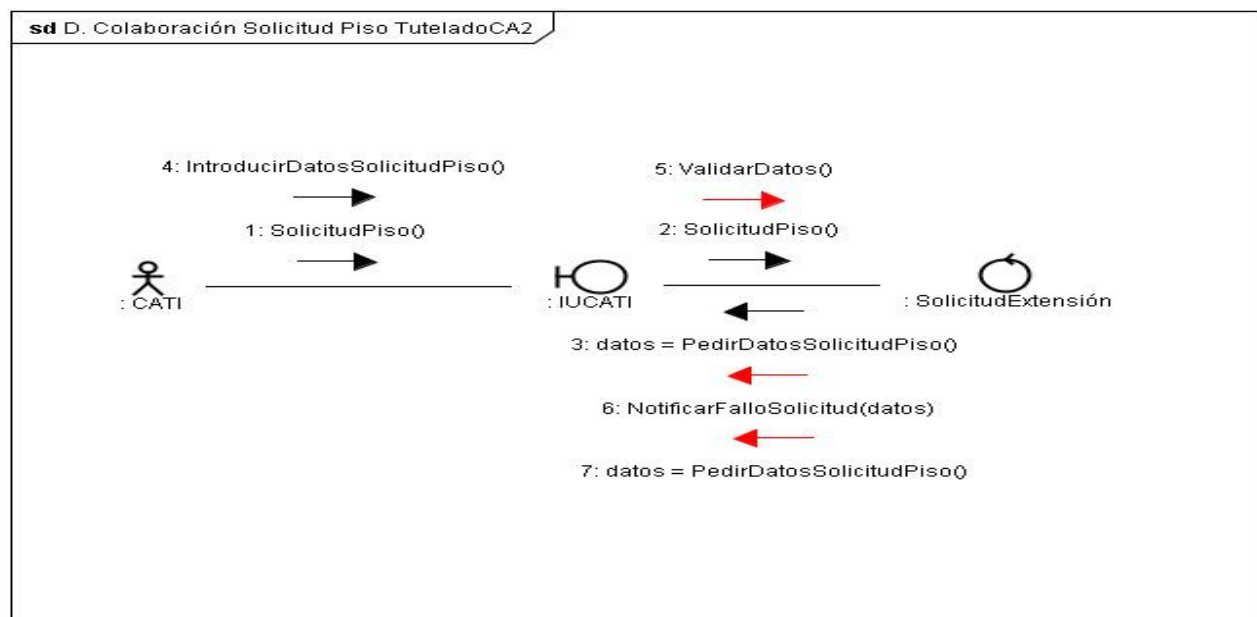 sd D. Colaboración Solicitud Piso TuteladoCA2
4: IntroducirDatosSolicitudPiso()
5: ValidarDatos()
1: SolicitudPiso()
2: SolicitudPiso()
: CATI
: IUCATI
: SolicitudExtensión
3: datos = PedirDatosSolicitudPiso()
6: NotificarFalloSolicitud(datos)
7: datos = PedirDatosSolicitudPiso()